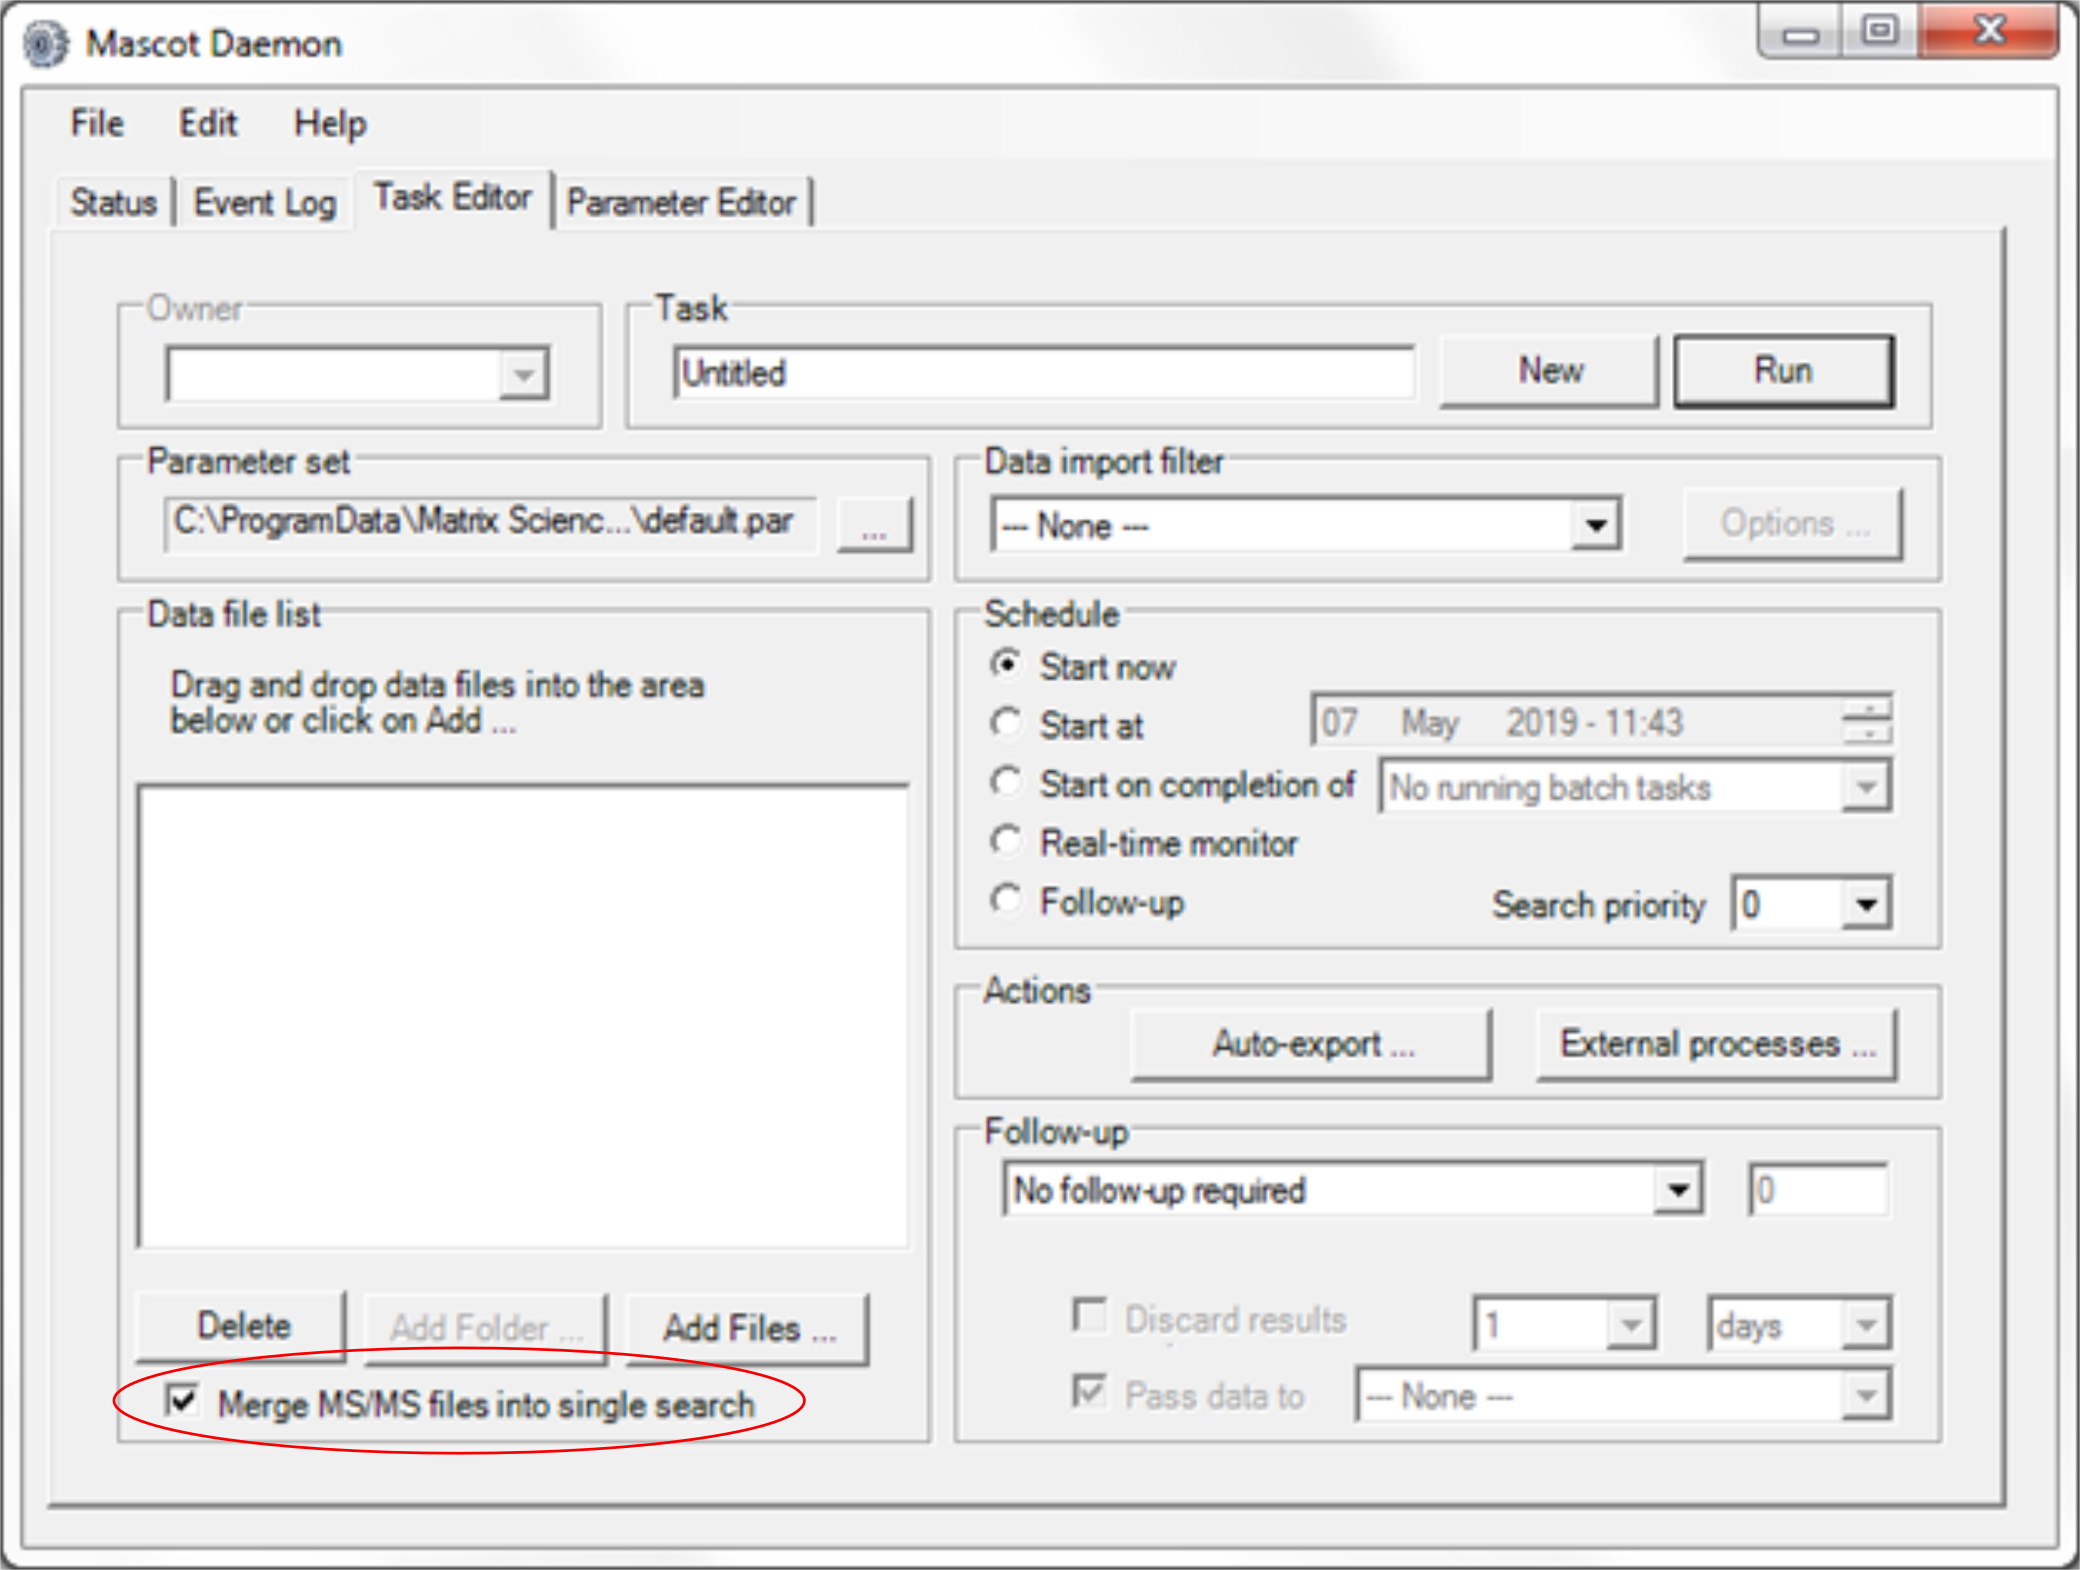 Mascot Daemon
File Edit Help
Status Event Log Task Editor Parameter Editor
Owner
Task
Untitled
New
Run
Parameter set
C:\ProgramData\Matrix Scienc...\default.par
...
Data import filter
--- None ---
Options ...
Data file list
Drag and drop data files into the area
below or click on Add ...
Delete
Add Folder ...
Add Files ...
Merge MS/MS files into single search
Schedule
Start now
Start at
07 May 2019 - 11:43
Start on completion of
No running batch tasks
Real-time monitor
Follow-up
Search priority
0
Actions
Auto-export ...
External processes ...
Follow-up
No follow-up required
0
Discard results
1
days
Pass data to
--- None ---